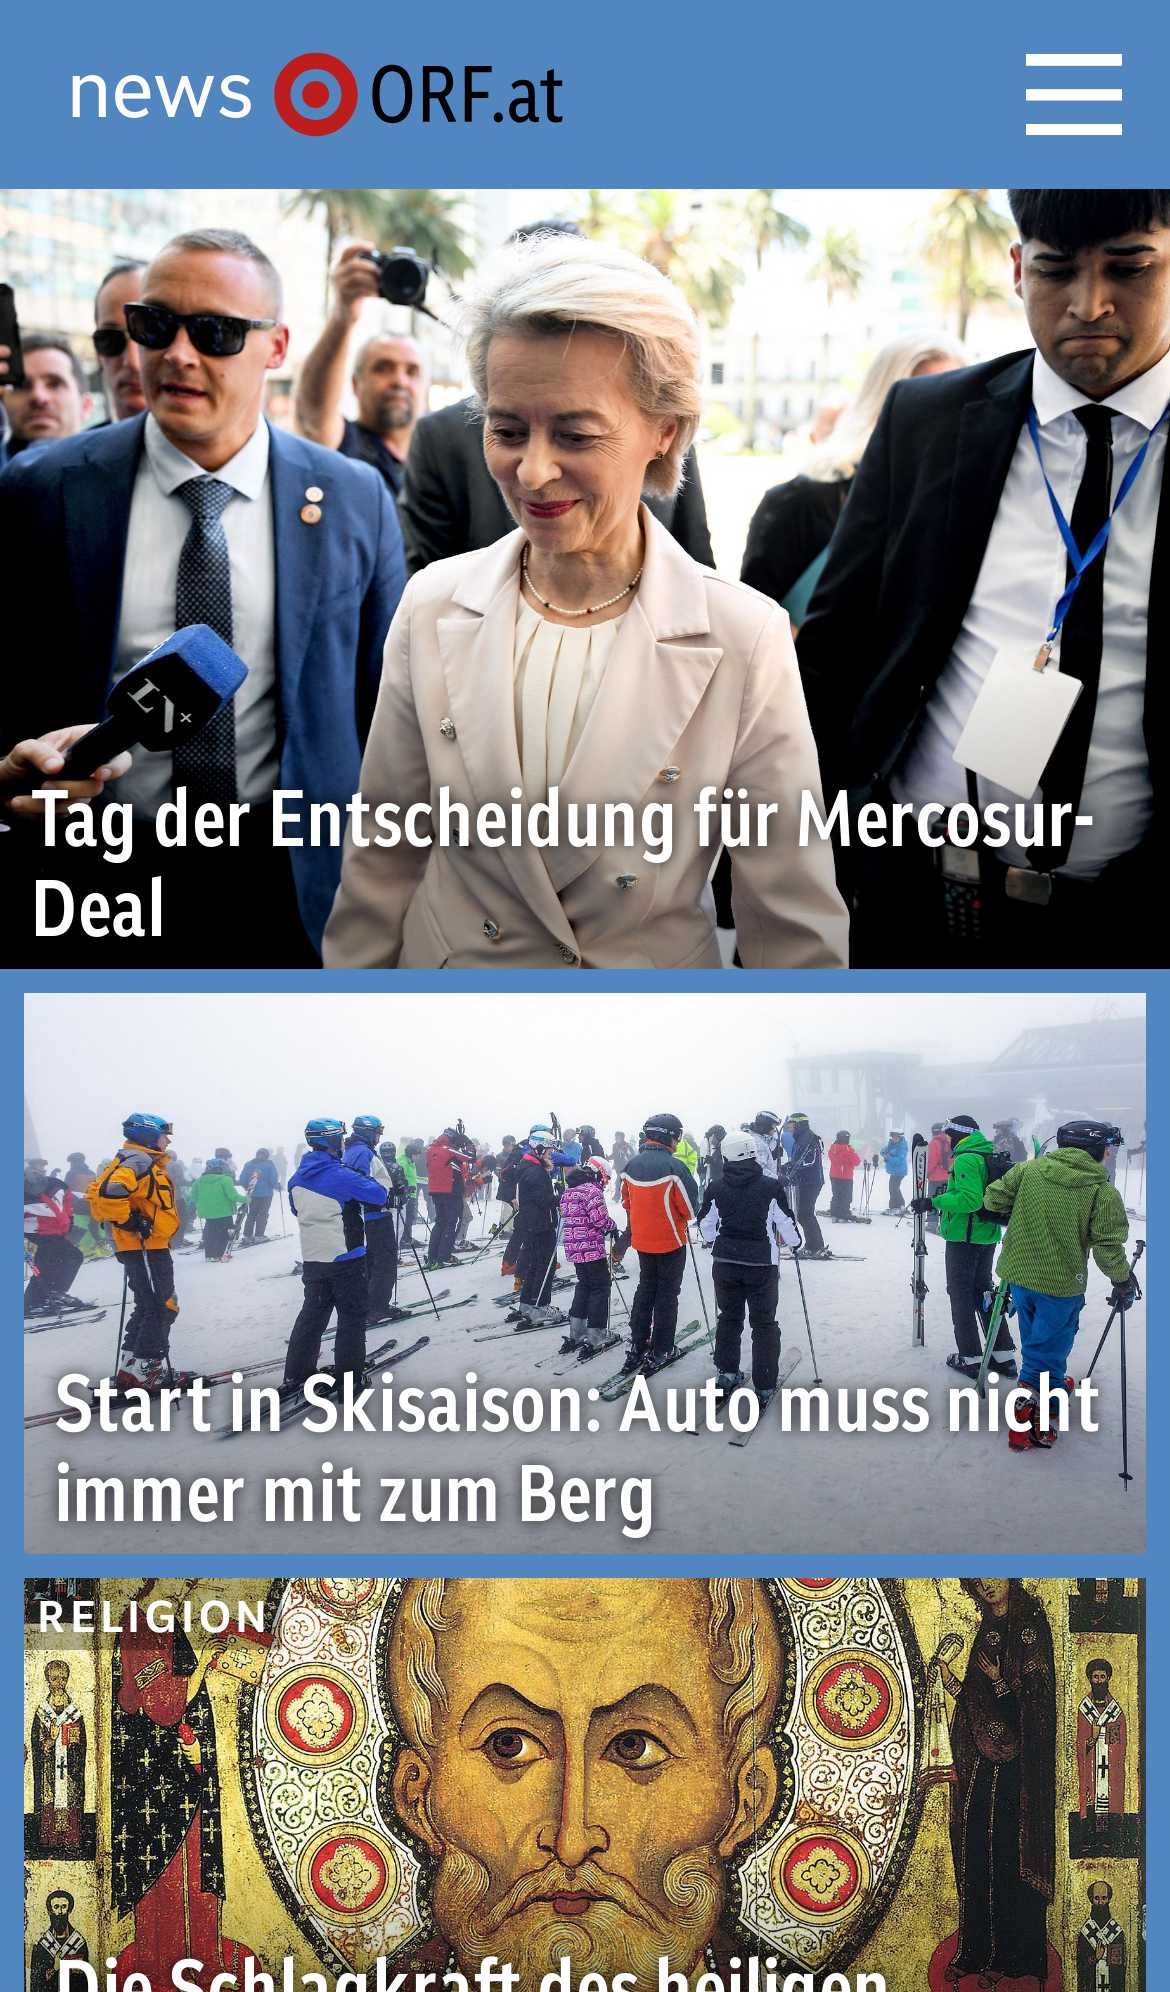 news ORF.at
Tag der Entscheidung für Mercosur-
Deal
Start in Skisaison: Auto muss nicht
immer mit zum Berg
RELIGION
Die Schlagkraft des heiligen